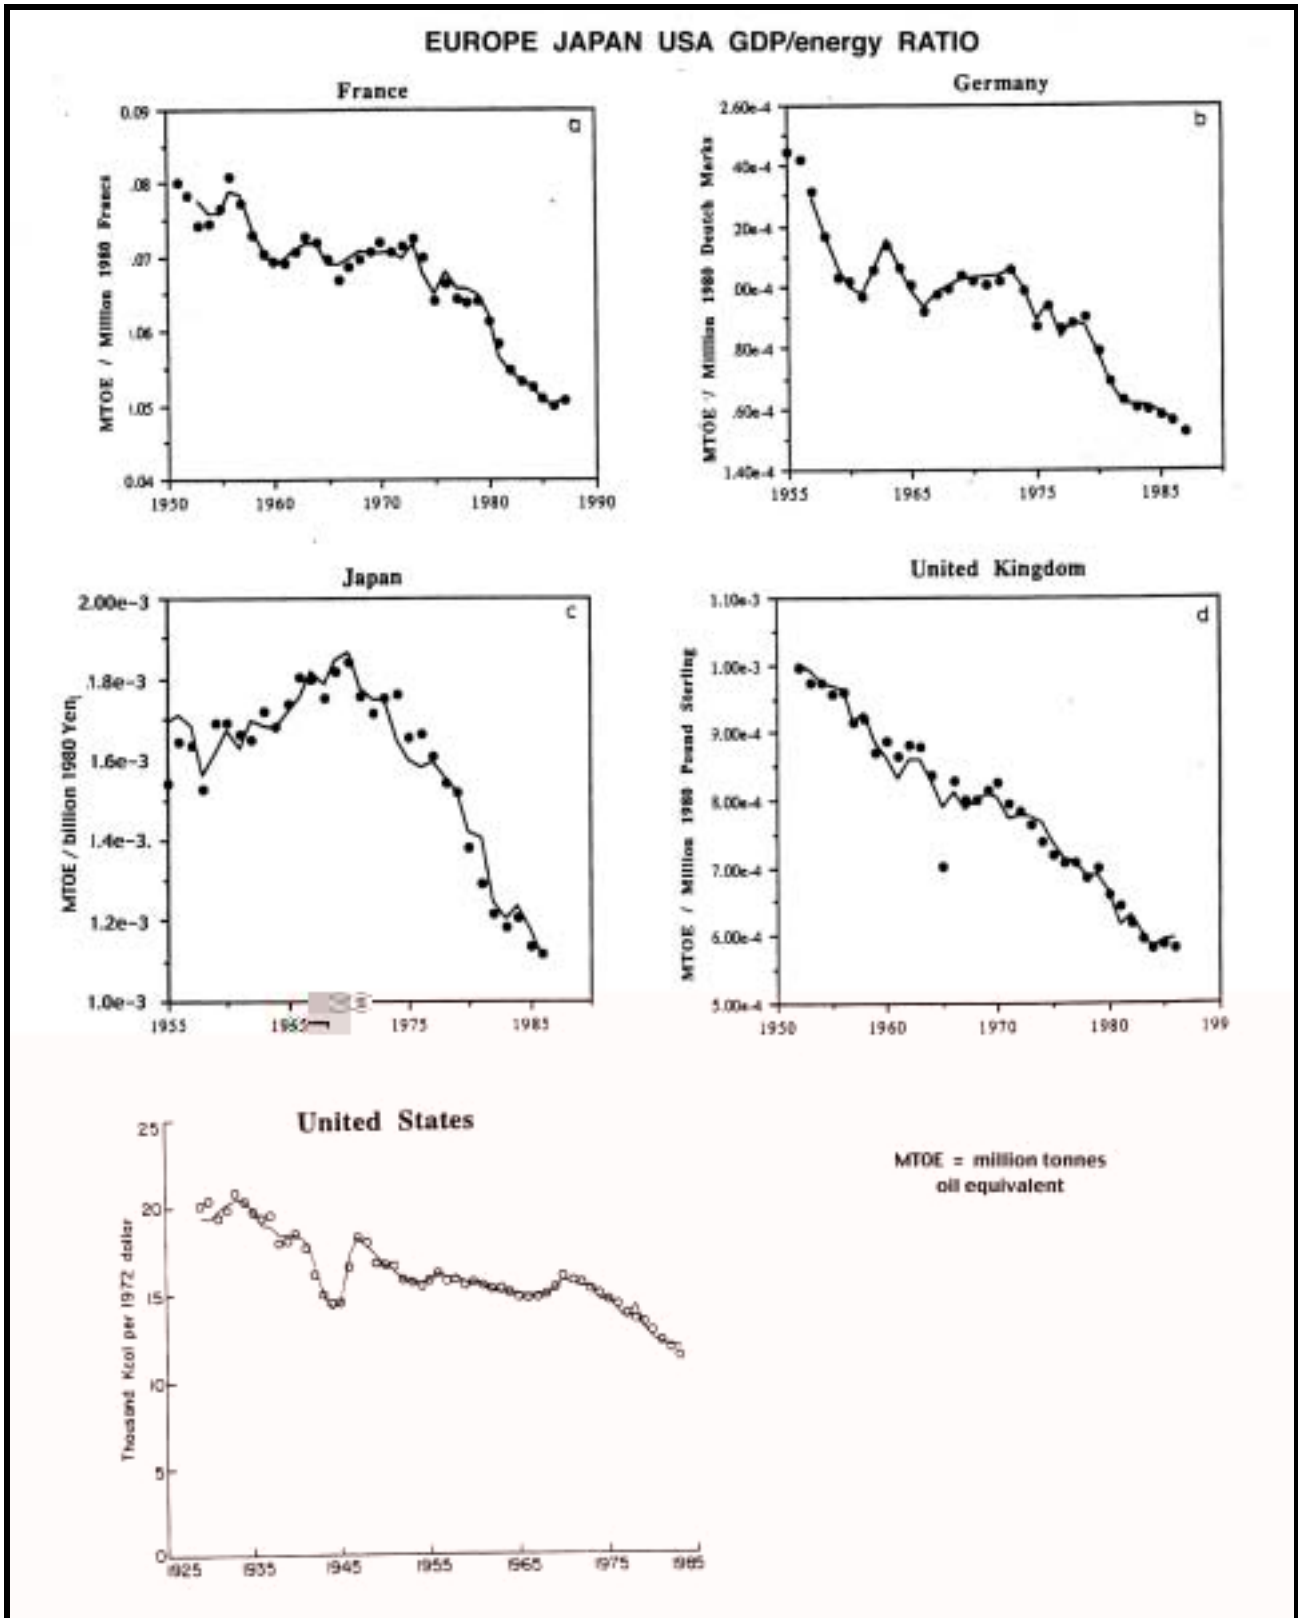 EUROPE JAPAN USA GDP/energy RATIO
France
a
MTOE / Million 1980 Francs
0.09
.08
.07
.06
1.05
0.04
1950 1960 1970 1980 1990
Germany
b
MTOE / Million 1980 Deutch Marks
2.60e-4
40e-4
20e-4
00e-4
.80e-4
.60e-4
1.40e-4
1955 1965 1975 1985
Japan
c
MTOE / billion 1980 Yen
2.00e-3
1.8e-3
1.6e-3
1.4e-3.
1.2e-3
1.0e-3
1955 1965 1975 1985
United Kingdom
d
MTOE / Million 1980 Pound Sterling
1.10e-3
1.00e-3
9.00e-4
8.00e-4
7.00e-4
6.00e-4
5.00e-4
1950 1960 1970 1980 199
United States
Thousand Kcal per 1972 dollar
25
20
15
10
5
0
1925 1935 1945 1955 1965 1975 1985
MTOE = million tonnes
oil equivalent